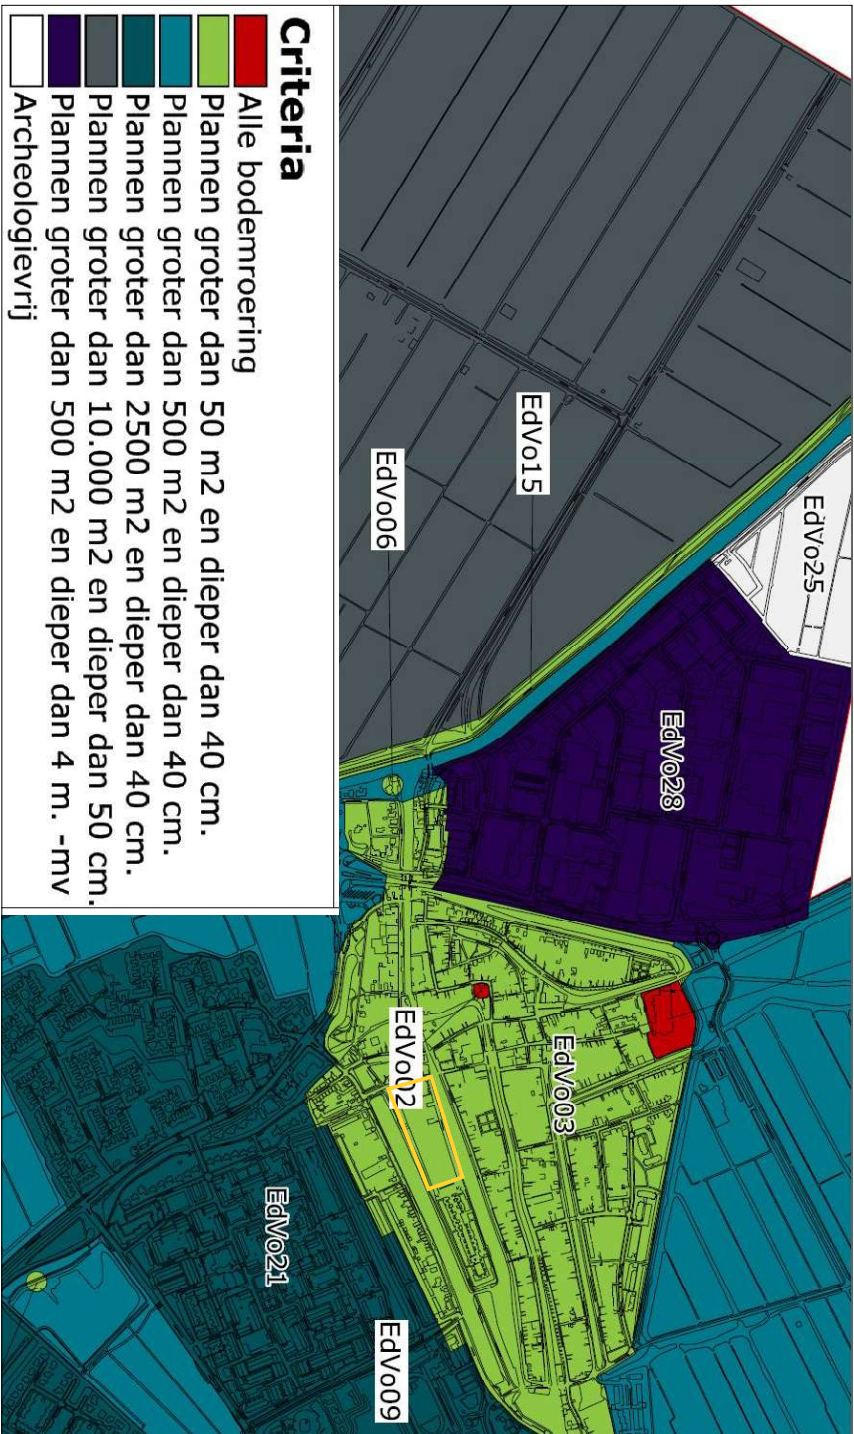 EdVo25
EdVo15
EdVo06
EdVo28
EdVo03
EdVo02
EdVo21
EdVo09
Criteria
Alle bodemroering
Plannen groter dan 50 m2 en dieper dan 40 cm.
Plannen groter dan 500 m2 en dieper dan 40 cm.
Plannen groter dan 2500 m2 en dieper dan 40 cm.
Plannen groter dan 10.000 m2 en dieper dan 50 cm.
Plannen groter dan 500 m2 en dieper dan 4 m. -mv
Archeologievrij